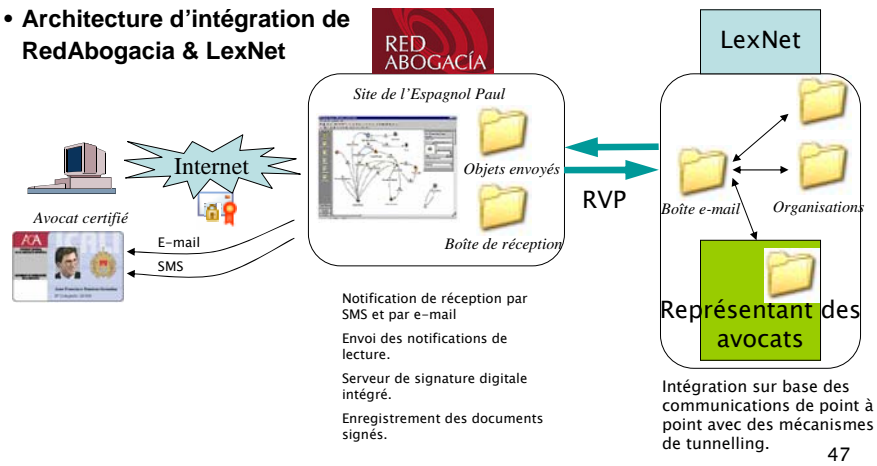 • Architecture d'intégration de
RedAbogacia & LexNet
RED
ABOGACÍA
LexNet
Site de l'Espagnol Paul
Internet
Objets envoyés
RVP
Boîte e-mail
Organisations
Avocat certifié
E-mail
SMS
Boîte de réception
Représentant des
avocats
Notification de réception par
SMS et par e-mail
Envoi des notifications de
lecture.
Serveur de signature digitale
intégré.
Enregistrement des documents
signés.
Intégration sur base des
communications de point à
point avec des mécanismes
de tunnelling.
47